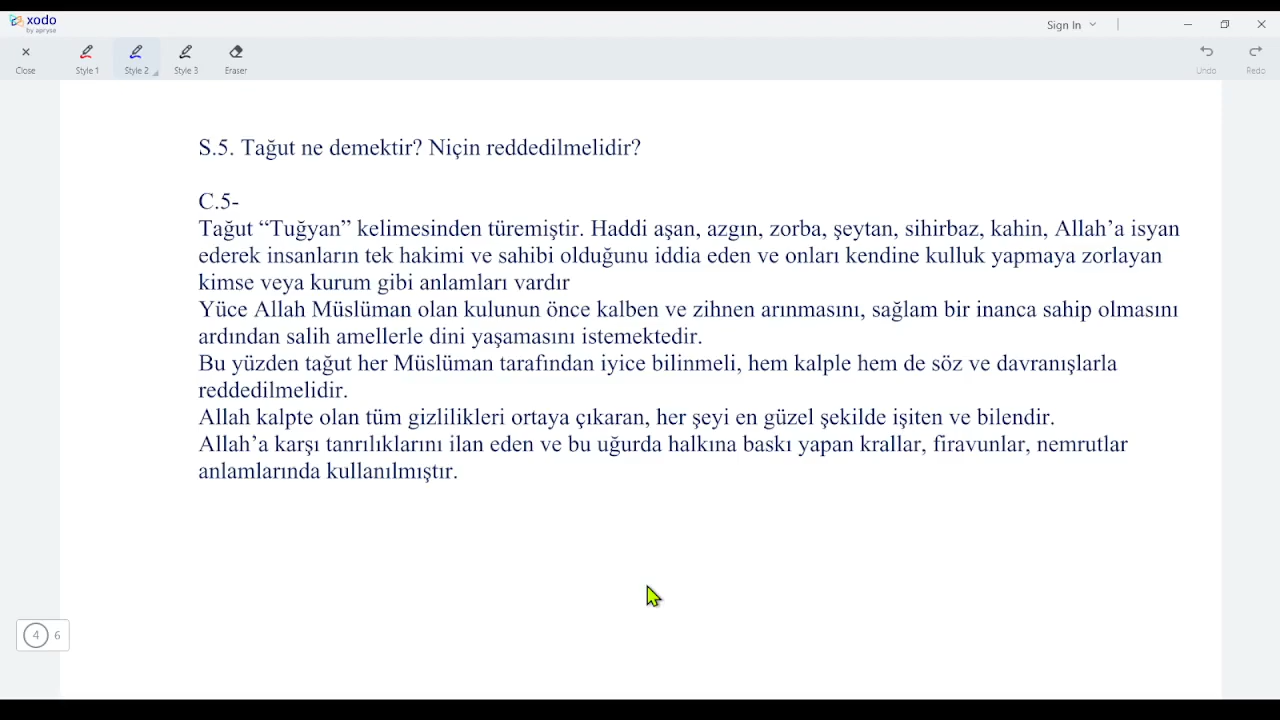 xodo
by apryse
Sign In
Close
Style 1
Style 2
Style 3
Eraser
Undo
Redo
S.5. Tağut ne demektir? Niçin reddedilmelidir?
C.5-
Tağut “Tuğyan” kelimesinden türemiştir. Haddi aşan, azgın, zorba, şeytan, sihirbaz, kahin, Allah’a isyan
ederek insanların tek hakimi ve sahibi olduğunu iddia eden ve onları kendine kulluk yapmaya zorlayan
kimse veya kurum gibi anlamları vardır
Yüce Allah Müslüman olan kulunun önce kalben ve zihnen arınmasını, sağlam bir inanca sahip olmasını
ardından salih amellerle dini yaşamasını istemektedir.
Bu yüzden tağut her Müslüman tarafından iyice bilinmeli, hem kalple hem de söz ve davranışlarla
reddedilmelidir.
Allah kalpte olan tüm gizlilikleri ortaya çıkaran, her şeyi en güzel şekilde işiten ve bilendir.
Allah’a karşı tanrılıklarını ilan eden ve bu uğurda halkına baskı yapan krallar, firavunlar, nemrutlar
anlamlarında kullanılmıştır.
4 6